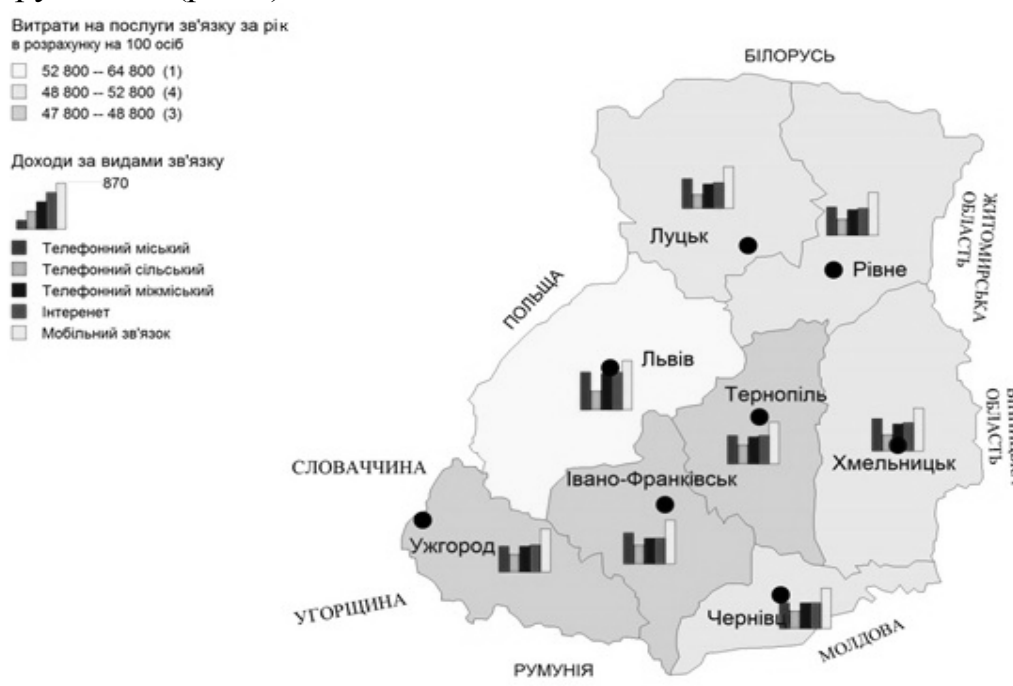 Витрати на послуги зв'язку за рік
в розрахунку на 100 осіб
52 800 -- 64 800 (1)
48 800 -- 52 800 (4)
47 800 -- 48 800 (3)
Доходи за видами зв'язку
870
Телефонний міський
Телефонний сільський
Телефонний міжміський
Інтеренет
Мобільний зв'язок
БІЛОРУСЬ
ЖИТОМИРСЬКА
ОБЛАСТЬ
Луцьк
Рівне
ПОЛЬЩА
Львів
Тернопіль
ОБЛАСТЬ
Хмельницьк
СЛОВАЧЧИНА
Івано-Франківськ
Ужгород
УГОРЩИНА
Чернівц
МОЛДОВА
РУМУНІЯ